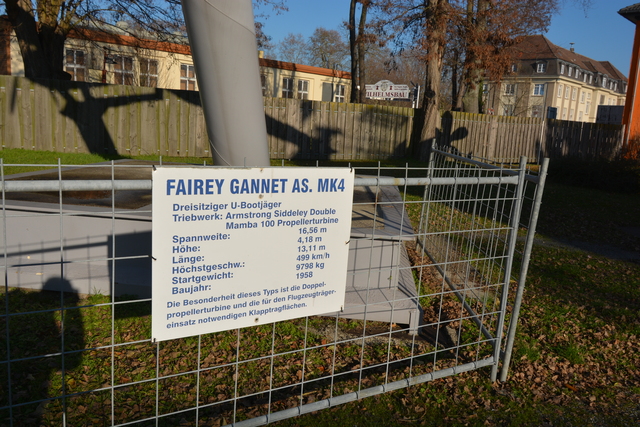 WILHELMSBAU
FAIREY GANNET AS. MK4
Dreisitziger U-Bootjäger
Triebwerk: Armstrong Siddeley Double
Mamba 100 Propellerturbine
Spannweite: 16,56 m
Höhe: 4,18 m
Länge: 13,11 m
Höchstgeschw.: 499 km/h
Startgewicht: 9798 kg
Baujahr: 1958
Die Besonderheit dieses Typs ist die Doppel-
propellerturbine und die für den Flugzeugträger-
einsatz notwendigen Klapptragflächen.